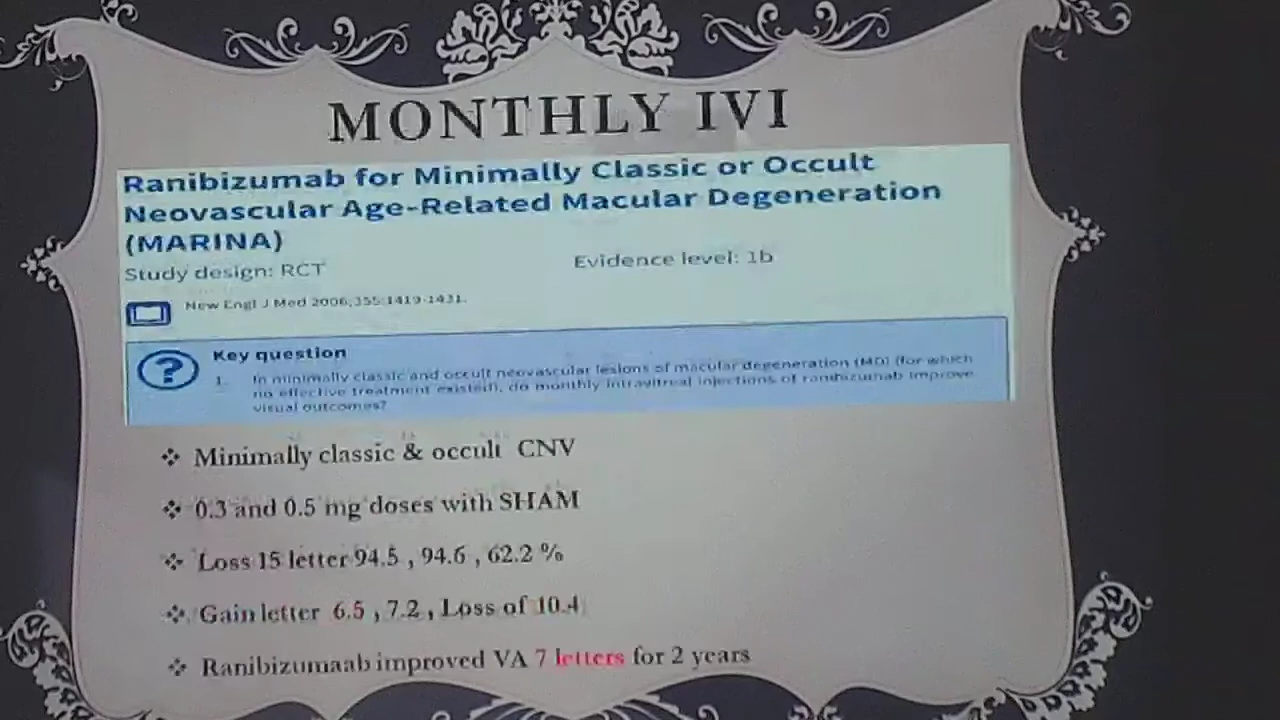 MONTHLY IVI
Ranibizumab for Minimally Classic or Occult
Neovascular Age-Related Macular Degeneration
(MARINA)
Study design: RCT
Evidence level: 1b
New Engl J Med 2006;355:1419-1431.
? Key question
1. In minimally classic and occult neovascular lesions of macular degeneration (MD) (for which
no effective treatment existed), do monthly intravitreal injections of ranibizumab improve
visual outcomes?
❖ Minimally classic & occult CNV
❖ 0.3 and 0.5 mg doses with SHAM
❖ Loss 15 letter 94.5 , 94.6 , 62.2 %
❖ Gain letter 6.5 , 7.2 , Loss of 10.4
❖ Ranibizumaab improved VA 7 letters for 2 years